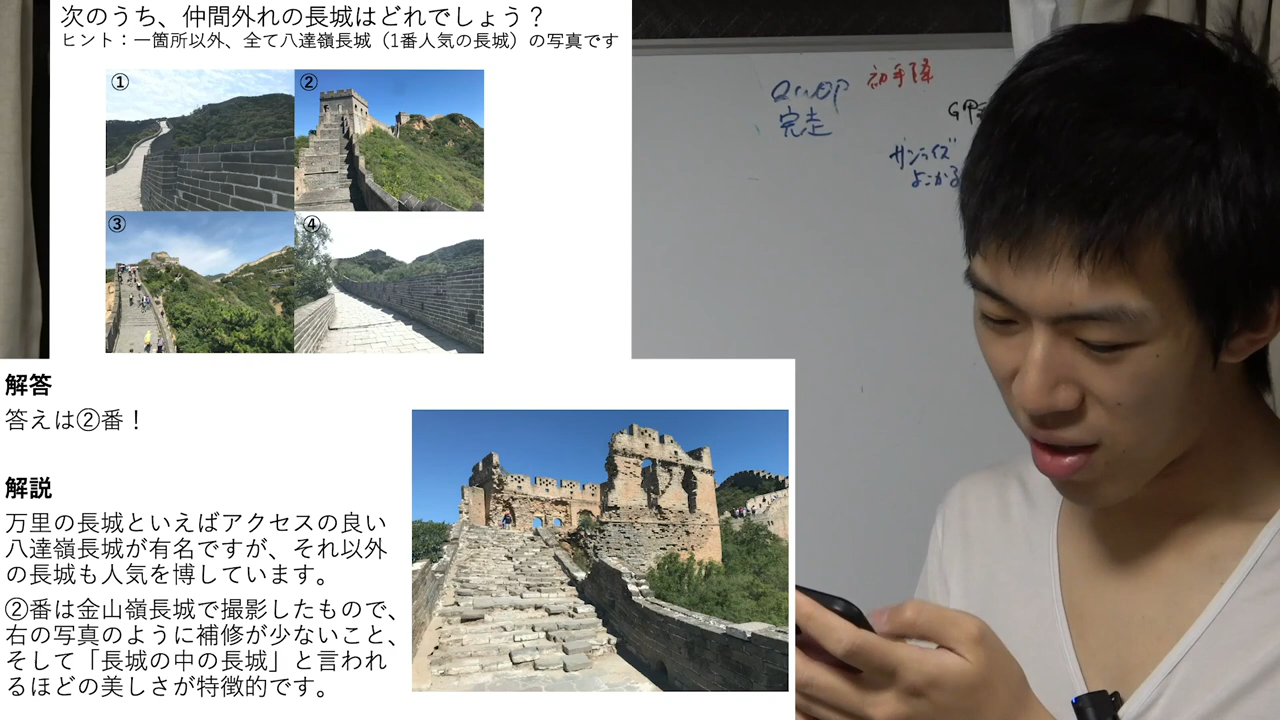 次のうち、仲間外れの長城はどれでしょう？
ヒント：一箇所以外、全て八達嶺長城（1番人気の長城）の写真です
①
②
③
④
解答
答えは②番！
解説
万里の長城といえばアクセスの良い
八達嶺長城が有名ですが、それ以外
の長城も人気を博しています。
②番は金山嶺長城で撮影したもので、
右の写真のように補修が少ないこと、
そして「長城の中の長城」と言われ
るほどの美しさが特徴的です。
完走
サンライズ
よこかる